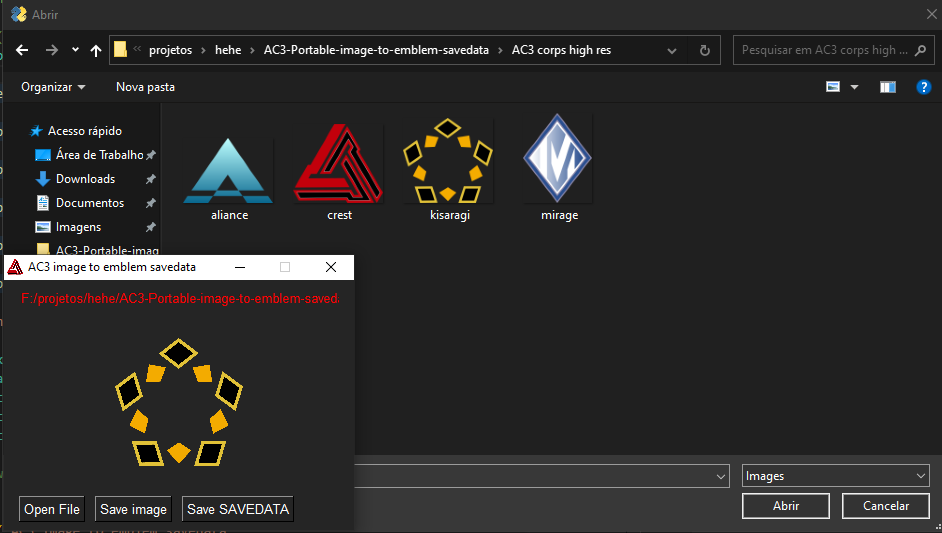 Abrir
« projetos > hehe > AC3-Portable-image-to-emblem-savedata > AC3 corps high res
Pesquisar em AC3 corps high ...
Organizar
Nova pasta
Acesso rápido
Área de Trabalho
Downloads
Documentos
Imagens
AC3-Portable-imag
aliance
crest
kisaragi
mirage
AC3 image to emblem savedata
F:/projetos/hehe/AC3-Portable-image-to-emblem-saveda
Open File
Save image
Save SAVEDATA
Images
Abrir
Cancelar